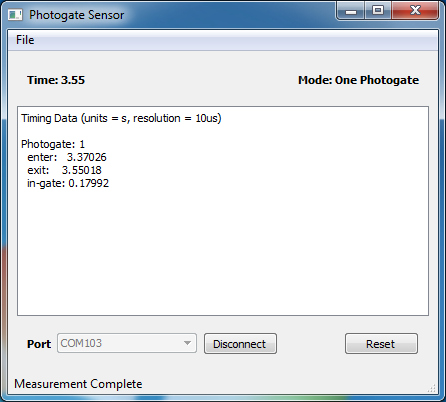 Photogate Sensor
File
Time: 3.55 Mode: One Photogate
Timing Data (units = s, resolution = 10us)
Photogate: 1
enter: 3.37026
exit: 3.55018
in-gate: 0.17992
Port COM103 Disconnect Reset
Measurement Complete